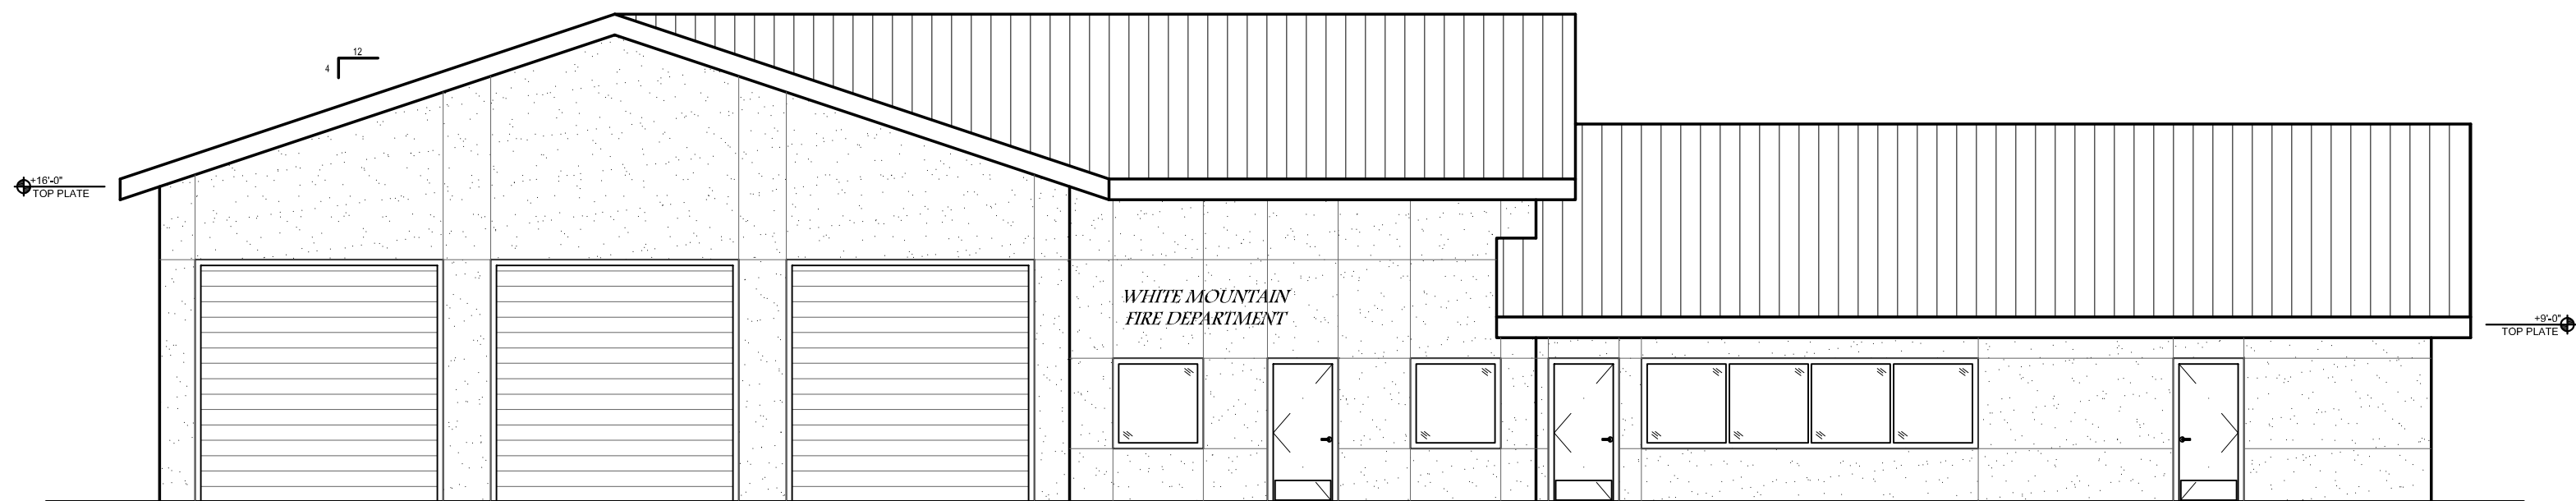 12
4
+16'-0"
TOP PLATE
WHITE MOUNTAIN
FIRE DEPARTMENT
+9'-0"
TOP PLATE